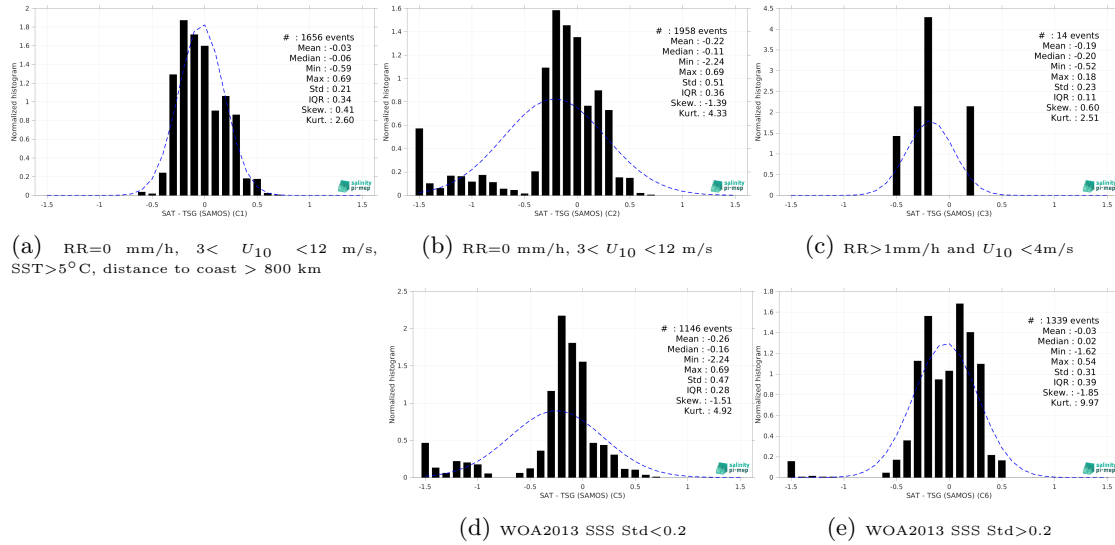 2
1.8
1.6
1.4
1.2
1
0.8
0.6
0.4
0.2
0
Normalized histogram
# : 1656 events
Mean : -0.03
Median : -0.06
Min : -0.59
Max : 0.69
Std : 0.21
IQR : 0.34
Skew. : 0.41
Kurt. : 2.60
salinity
pi-mep
-1.5 -1 -0.5 0 0.5 1 1.5
SAT - TSG (SAMOS) (C1)
(a) RR=0 mm/h, 3< U10 <12 m/s,
SST>5°C, distance to coast > 800 km
1.6
1.4
1.2
1
0.8
0.6
0.4
0.2
0
Normalized histogram
# : 1958 events
Mean : -0.22
Median : -0.11
Min : -2.24
Max : 0.69
Std : 0.51
IQR : 0.36
Skew. : -1.39
Kurt. : 4.33
salinity
pi-mep
-1.5 -1 -0.5 0 0.5 1 1.5
SAT - TSG (SAMOS) (C2)
(b) RR=0 mm/h, 3< U10 <12 m/s
4.5
4
3.5
3
2.5
2
1.5
1
0.5
0
Normalized histogram
# : 14 events
Mean : -0.19
Median : -0.20
Min : -0.52
Max : 0.18
Std : 0.23
IQR : 0.11
Skew. : 0.60
Kurt. : 2.51
salinity
pi-mep
-1.5 -1 -0.5 0 0.5 1 1.5
SAT - TSG (SAMOS) (C3)
(c) RR>1mm/h and U10 <4m/s
2.5
2
1.5
1
0.5
0
Normalized histogram
# : 1146 events
Mean : -0.26
Median : -0.16
Min : -2.24
Max : 0.69
Std : 0.47
IQR : 0.28
Skew. : -1.51
Kurt. : 4.92
salinity
pi-mep
-1.5 -1 -0.5 0 0.5 1 1.5
SAT - TSG (SAMOS) (C5)
(d) WOA2013 SSS Std<0.2
1.8
1.6
1.4
1.2
1
0.8
0.6
0.4
0.2
0
Normalized histogram
# : 1339 events
Mean : -0.03
Median : 0.02
Min : -1.62
Max : 0.54
Std : 0.31
IQR : 0.39
Skew. : -1.85
Kurt. : 9.97
salinity
pi-mep
-1.5 -1 -0.5 0 0.5 1 1.5
SAT - TSG (SAMOS) (C6)
(e) WOA2013 SSS Std>0.2